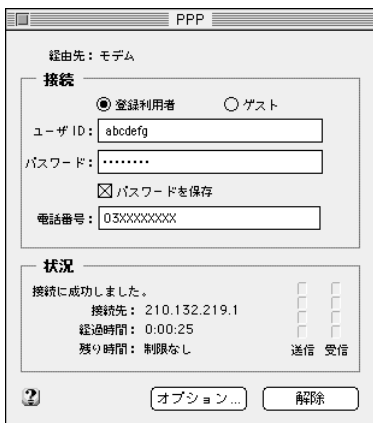 PPP
経由先：モデム
接続
登録利用者 ゲスト
ユーザID： abcdefg
パスワード： ••••••••
パスワードを保存
電話番号： 03XXXXXXXX
状況
接続に成功しました。
接続先： 210.132.219.1
経過時間： 0:00:25
残り時間： 制限なし
送信 受信
? オプション... 解除